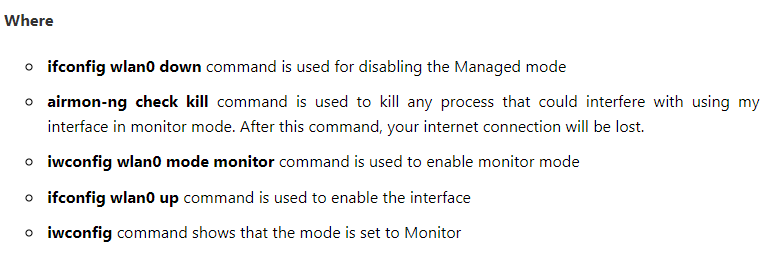 Where
ifconfig wlan0 down command is used for disabling the Managed mode
airmon-ng check kill command is used to kill any process that could interfere with using my
interface in monitor mode. After this command, your internet connection will be lost.
iwconfig wlan0 mode monitor command is used to enable monitor mode
ifconfig wlan0 up command is used to enable the interface
iwconfig command shows that the mode is set to Monitor